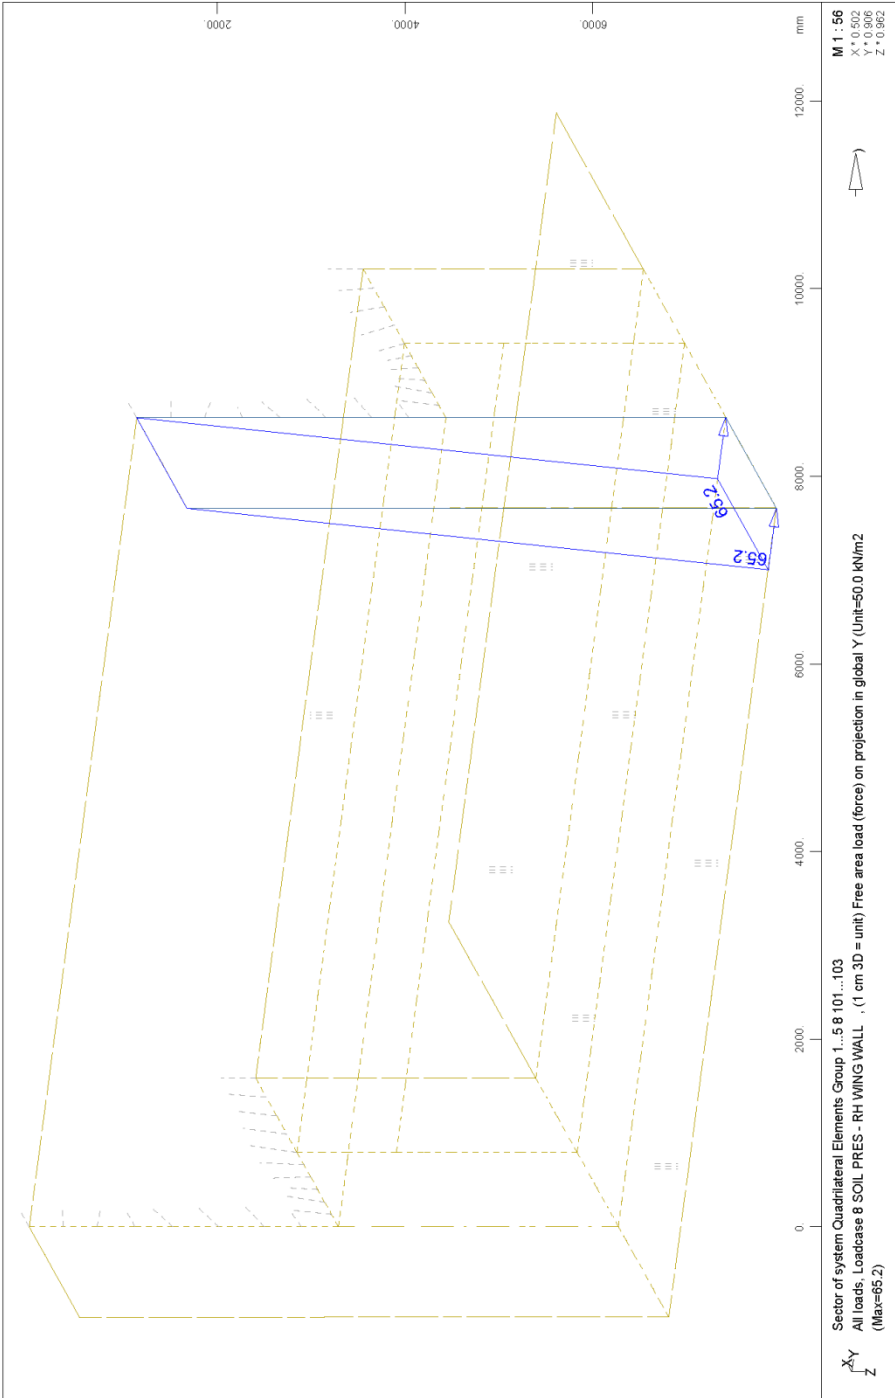 65.2
65.2
2000.
4000.
6000.
0.
2000.
4000.
6000.
8000.
10000.
12000.
mm
Sector of system Quadrilateral Elements Group 1...5 8 101...103
All loads, Loadcase 8 SOIL PRES - RH WING WALL , (1 cm 3D = unit) Free area load (force) on projection in global Y (Unit=50.0 kN/m2
(Max=65.2)
M 1 : 56
X * 0.502
Y * 0.906
Z * 0.962
X
Y
Z
)